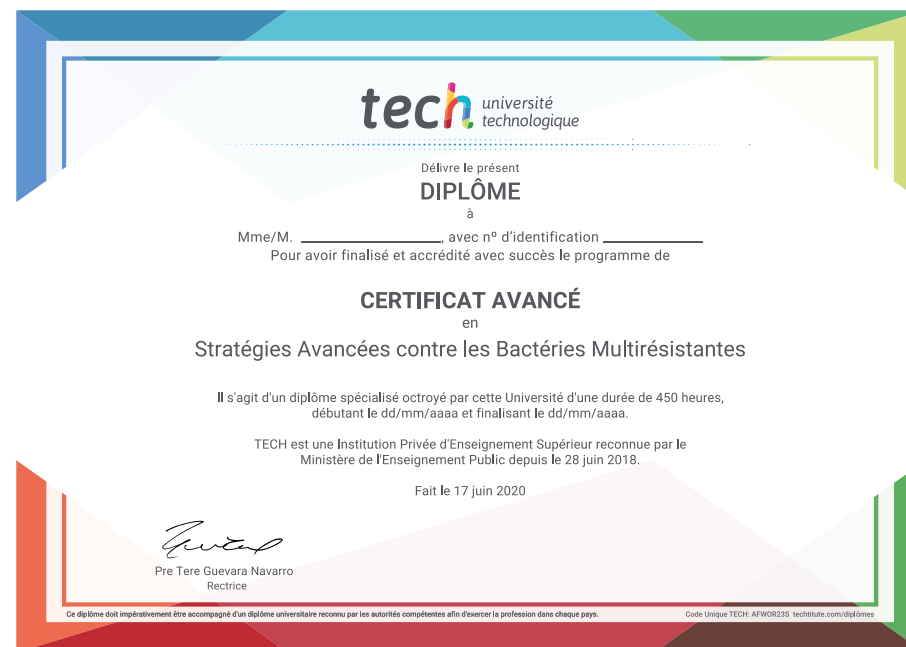 tech université
technologique
Délivre le présent
DIPLÔME
à
Mme/M. ____________________, avec nº d'identification ______________
Pour avoir finalisé et accrédité avec succès le programme de
CERTIFICAT AVANCÉ
en
Stratégies Avancées contre les Bactéries Multirésistantes
Il s'agit d'un diplôme spécialisé octroyé par cette Université d'une durée de 450 heures,
débutant le dd/mm/aaaa et finalisant le dd/mm/aaaa.
TECH est une Institution Privée d'Enseignement Supérieur reconnue par le
Ministère de l'Enseignement Public depuis le 28 juin 2018.
Fait le 17 juin 2020
Pre Tere Guevara Navarro
Rectrice
Ce diplôme doit impérativement être accompagné d'un diplôme universitaire reconnu par les autorités compétentes afin d'exercer la profession dans chaque pays.
Code Unique TECH: AFWOR23S techtitute.com/diplômes